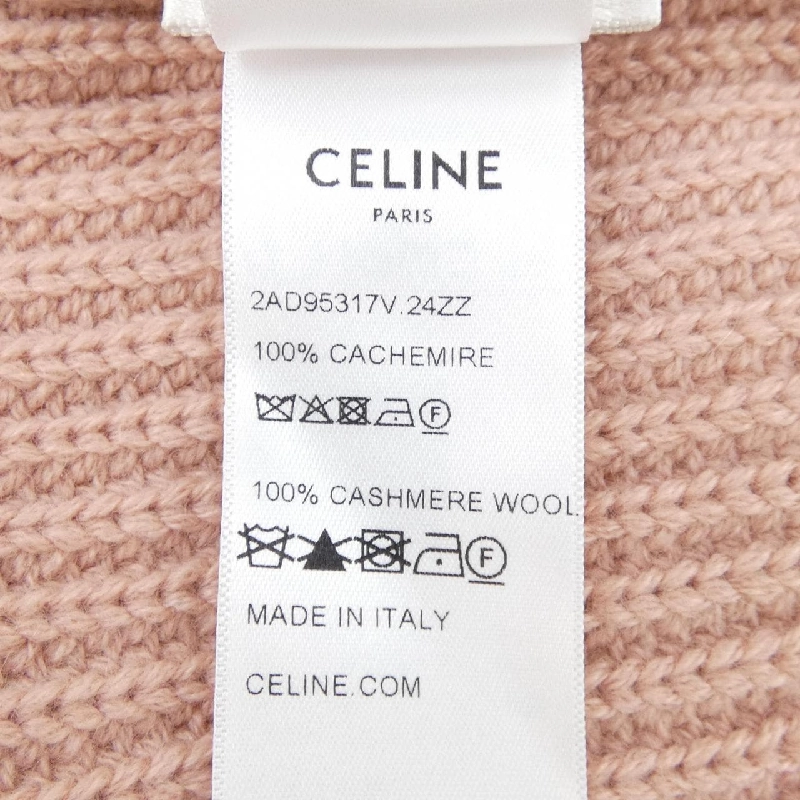 CELINE
PARIS
2AD95317V.24ZZ
100% CACHEMIRE
F
100% CASHMERE WOOL
F
MADE IN ITALY
CELINE.COM